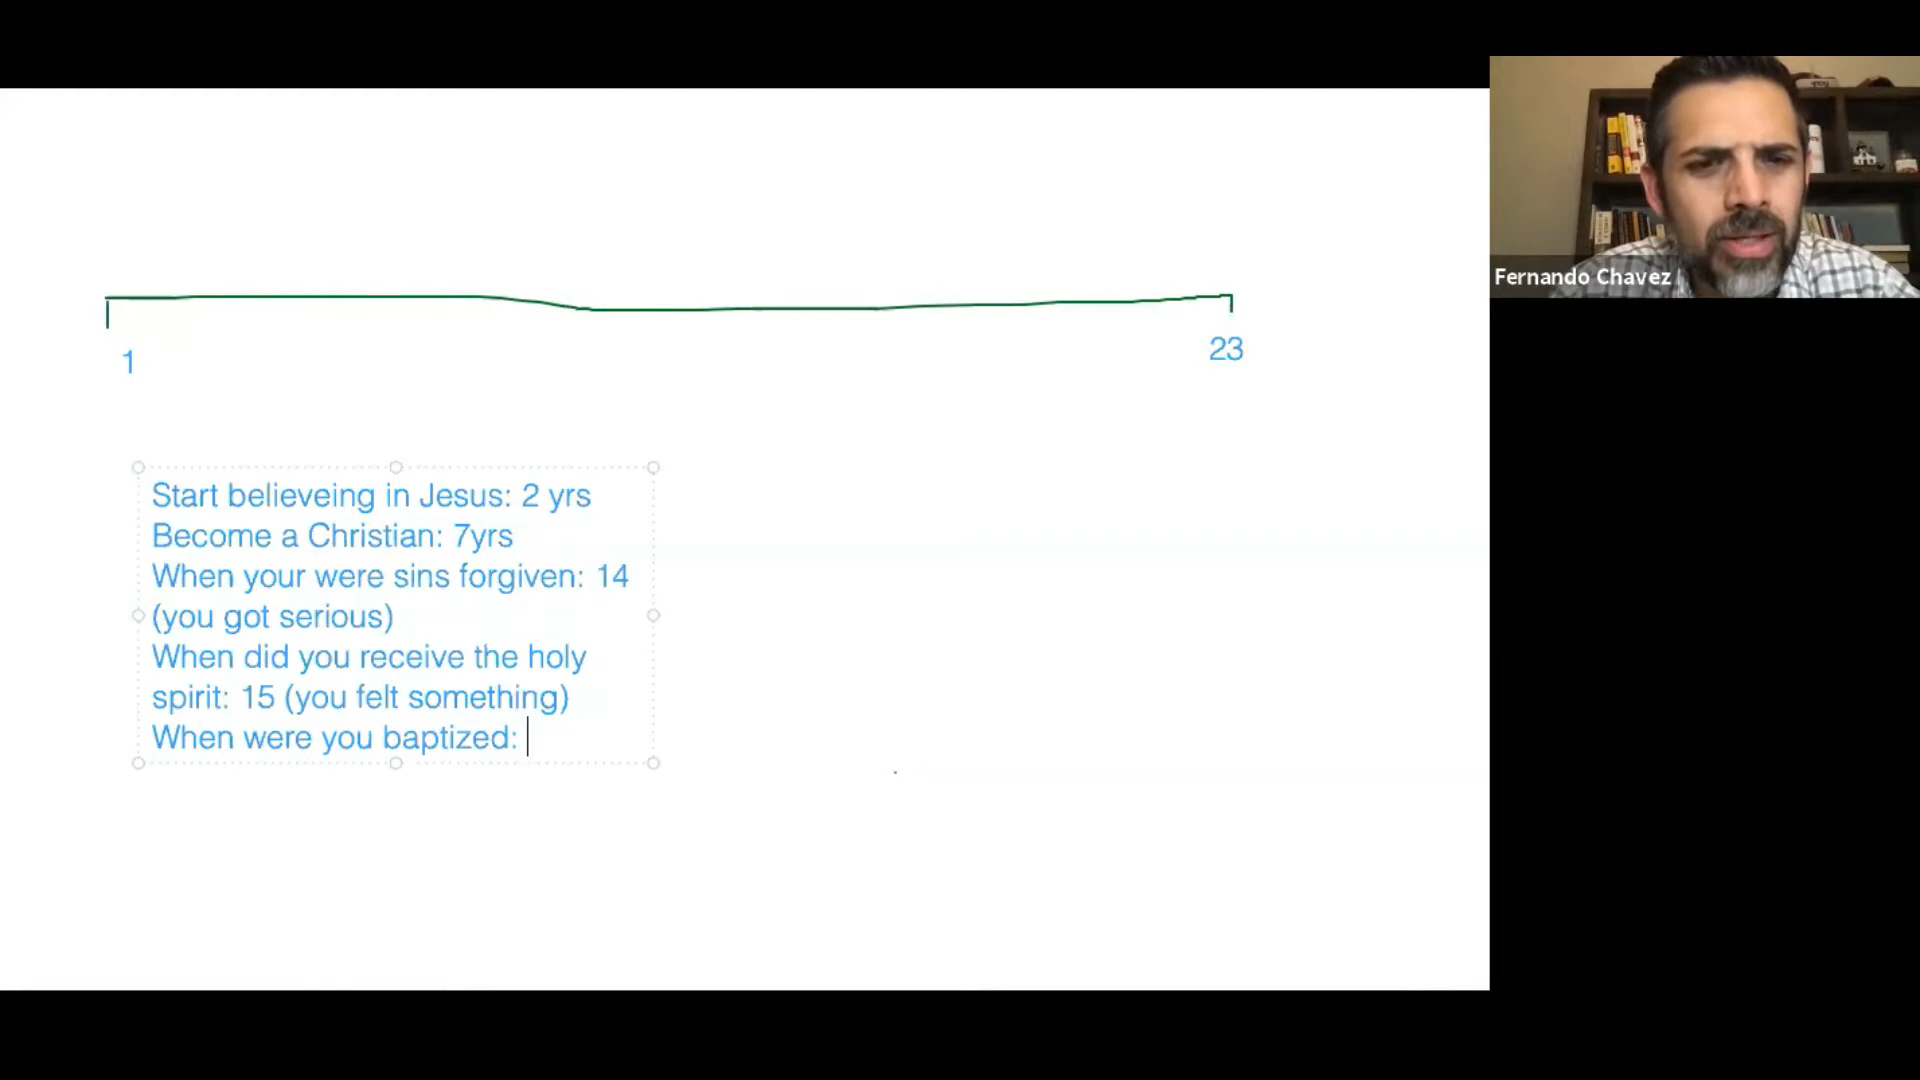 Fernando Chavez
1
23
Start believeing in Jesus: 2 yrs
Become a Christian: 7yrs
When your were sins forgiven: 14
(you got serious)
When did you receive the holy
spirit: 15 (you felt something)
When were you baptized: